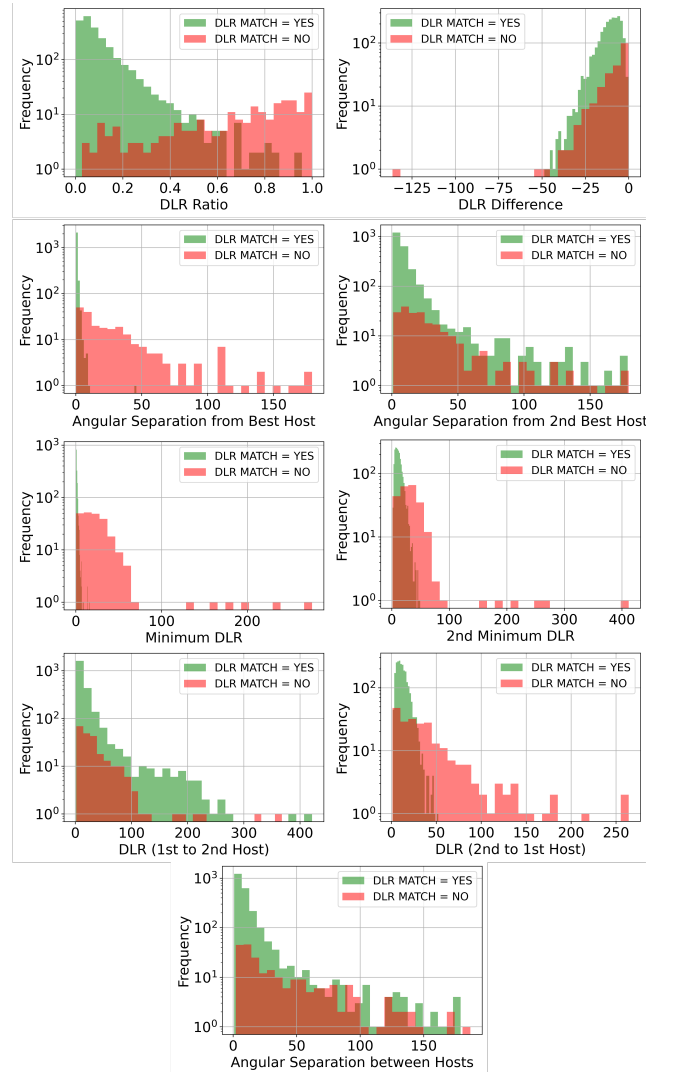 DLR MATCH = YES
DLR MATCH = NO
Frequency
10²
10¹
10⁰
0.0 0.2 0.4 0.6 0.8 1.0
DLR Ratio
DLR MATCH = YES
DLR MATCH = NO
Frequency
10²
10¹
10⁰
−125 −100 −75 −50 −25 0
DLR Difference
DLR MATCH = YES
DLR MATCH = NO
Frequency
10³
10²
10¹
10⁰
0 50 100 150
Angular Separation from Best Host
DLR MATCH = YES
DLR MATCH = NO
Frequency
10³
10²
10¹
10⁰
0 50 100 150
Angular Separation from 2nd Best Host
DLR MATCH = YES
DLR MATCH = NO
Frequency
10³
10²
10¹
10⁰
0 100 200
Minimum DLR
DLR MATCH = YES
DLR MATCH = NO
Frequency
10²
10¹
10⁰
0 100 200 300 400
2nd Minimum DLR
DLR MATCH = YES
DLR MATCH = NO
Frequency
10³
10²
10¹
10⁰
0 100 200 300 400
DLR (1st to 2nd Host)
DLR MATCH = YES
DLR MATCH = NO
Frequency
10²
10¹
10⁰
0 50 100 150 200 250
DLR (2nd to 1st Host)
DLR MATCH = YES
DLR MATCH = NO
Frequency
10³
10²
10¹
10⁰
0 50 100 150
Angular Separation between Hosts